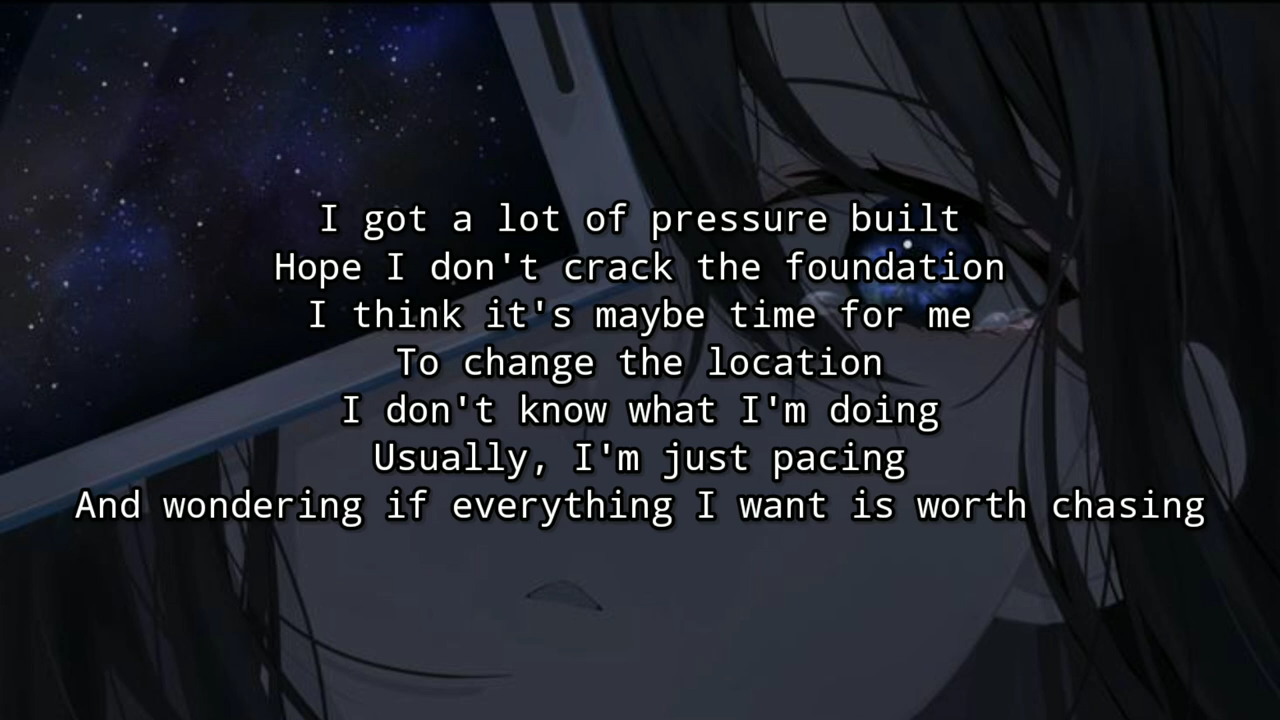 I got a lot of pressure built
Hope I don't crack the foundation
I think it's maybe time for me
To change the location
I don't know what I'm doing
Usually, I'm just pacing
And wondering if everything I want is worth chasing